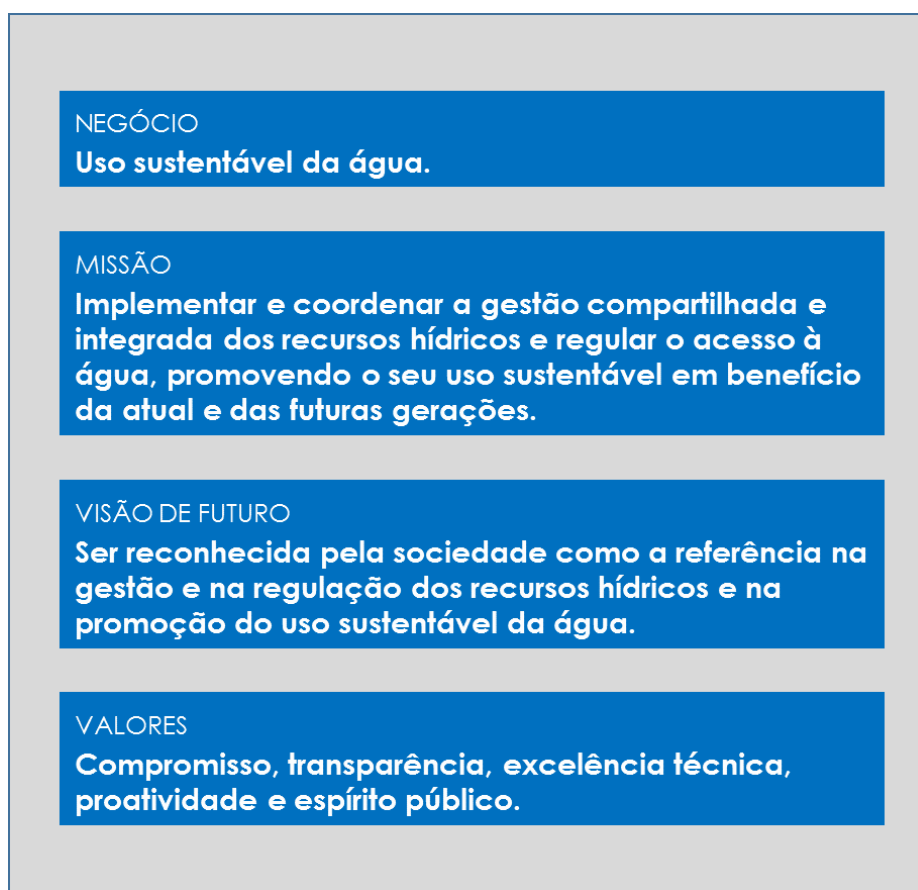 NEGÓCIO
Uso sustentável da água.
MISSÃO
Implementar e coordenar a gestão compartilhada e
integrada dos recursos hídricos e regular o acesso à
água, promovendo o seu uso sustentável em benefício
da atual e das futuras gerações.
VISÃO DE FUTURO
Ser reconhecida pela sociedade como a referência na
gestão e na regulação dos recursos hídricos e na
promoção do uso sustentável da água.
VALORES
Compromisso, transparência, excelência técnica,
proatividade e espírito público.